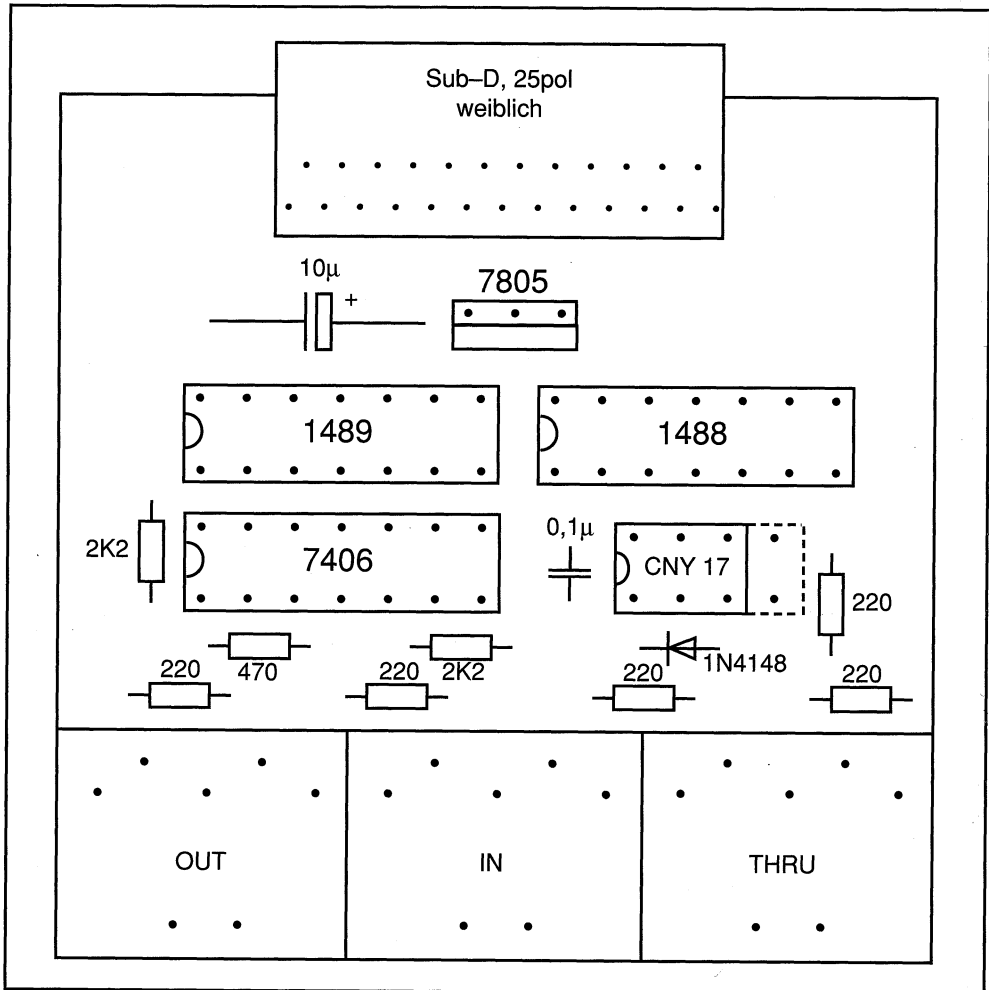 Sub–D, 25pol
weiblich
10µ
+
7805
1489
1488
2K2
7406
0,1µ
CNY 17
220
470
2K2
1N4148
220
220
220
220
OUT
IN
THRU